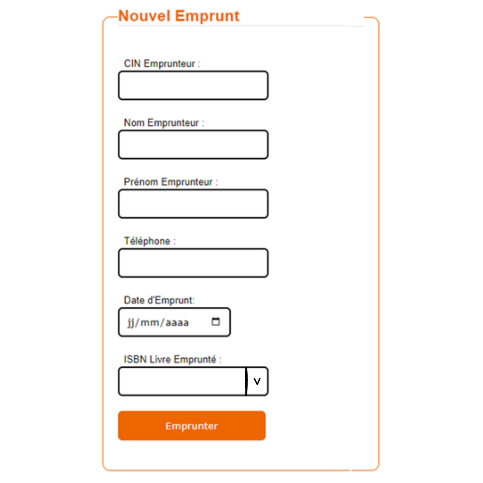 Nouvel Emprunt
CIN Emprunteur :
Nom Emprunteur :
Prénom Emprunteur :
Téléphone :
Date d'Emprunt:
jj/mm/aaaa
ISBN Livre Emprunté :
v
Emprunter